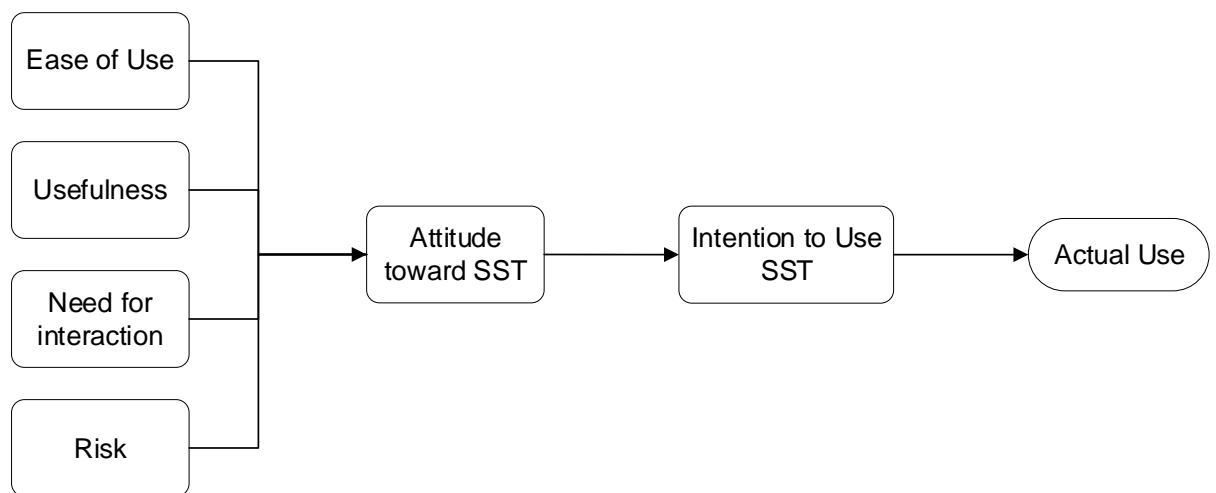 Ease of Use
Usefulness
Need for
interaction
Risk
Attitude
toward SST
Intention to Use
SST
Actual Use